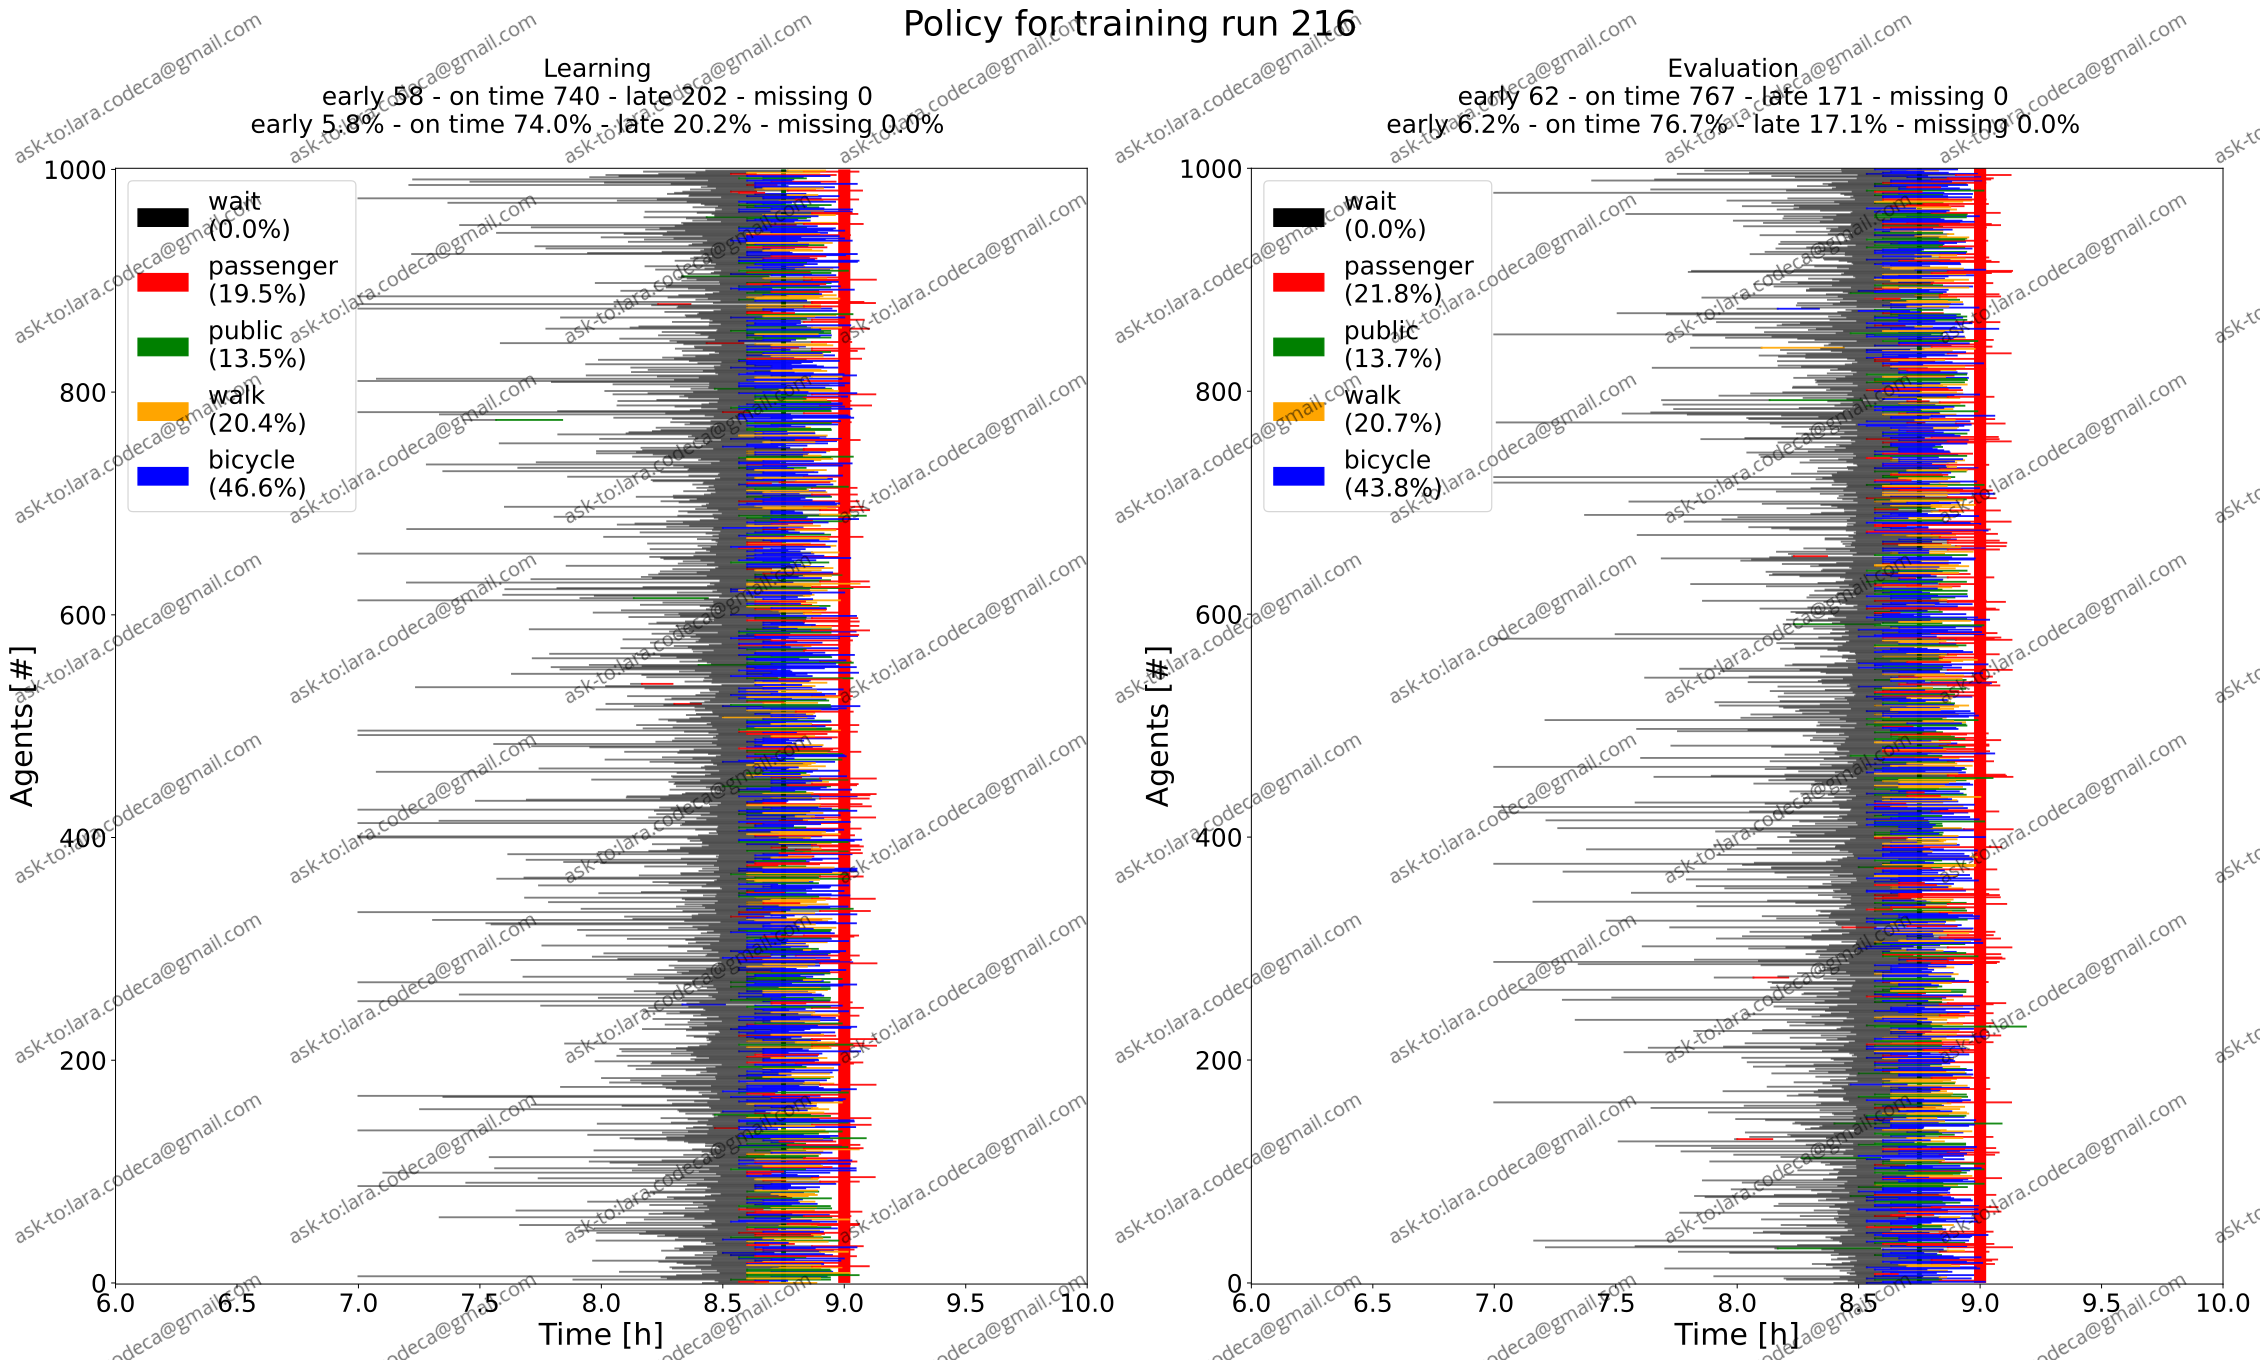 Policy for training run 216
Learning
early 58 - on time 740 - late 202 - missing 0
early 5.8% - on time 74.0% - late 20.2% - missing 0.0%
1000
800
600
400
200
0
Agents [#]
wait
(0.0%)
passenger
(19.5%)
public
(13.5%)
walk
(20.4%)
bicycle
(46.6%)
6.0 6.5 7.0 7.5 8.0 8.5 9.0 9.5 10.0
Time [h]
Evaluation
early 62 - on time 767 - late 171 - missing 0
early 6.2% - on time 76.7% - late 17.1% - missing 0.0%
1000
800
600
400
200
0
Agents [#]
wait
(0.0%)
passenger
(21.8%)
public
(13.7%)
walk
(20.7%)
bicycle
(43.8%)
6.0 6.5 7.0 7.5 8.0 8.5 9.0 9.5 10.0
Time [h]
ask-to:lara.codeca@gmail.com